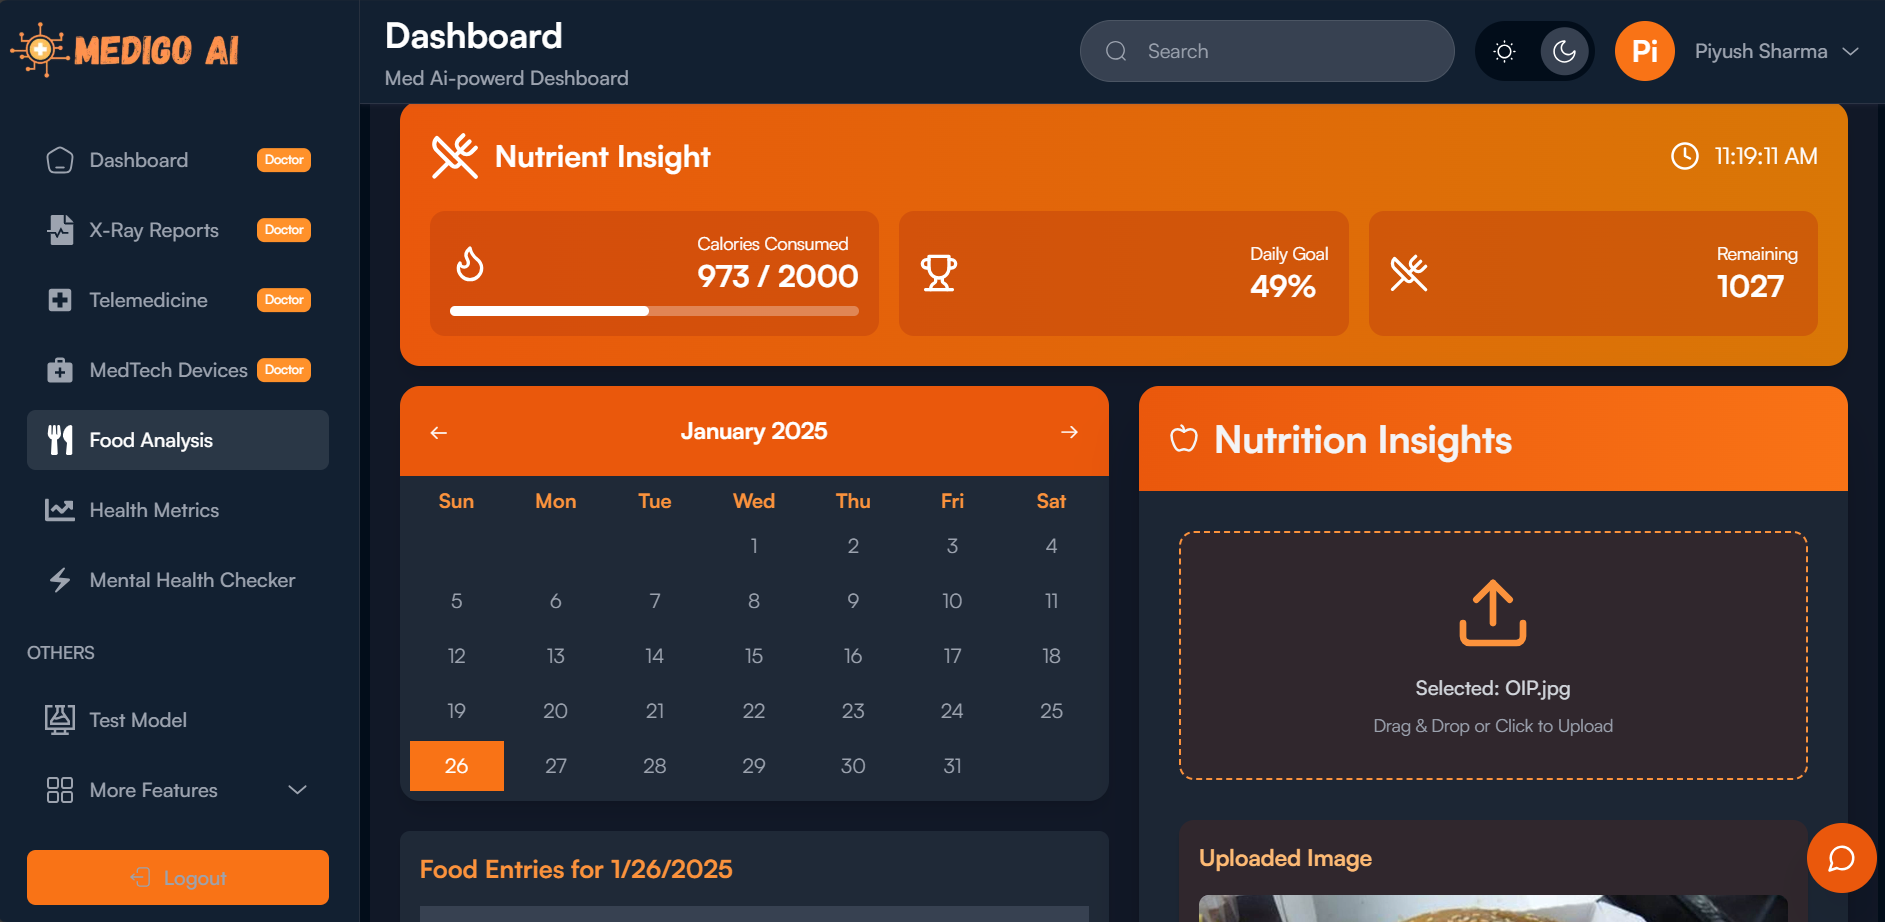 MEDIGO AI
Dashboard Doctor
X-Ray Reports Doctor
Telemedicine Doctor
MedTech Devices Doctor
Food Analysis
Health Metrics
Mental Health Checker
OTHERS
Test Model
More Features
Logout
Dashboard
Med Ai-powerd Deshboard
Search
Pi
Piyush Sharma
Nutrient Insight
11:19:11 AM
Calories Consumed
973 / 2000
Daily Goal
49%
Remaining
1027
← January 2025 →
Sun Mon Tue Wed Thu Fri Sat
1 2 3 4
5 6 7 8 9 10 11
12 13 14 15 16 17 18
19 20 21 22 23 24 25
26 27 28 29 30 31
Food Entries for 1/26/2025
Nutrition Insights
Selected: OIP.jpg
Drag & Drop or Click to Upload
Uploaded Image